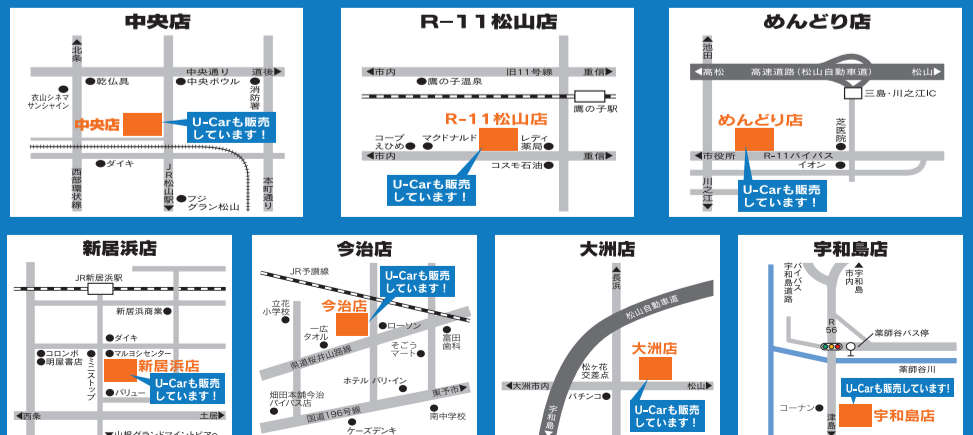 中央店
北条
中央通り
道後▶
乾仏具
中央ボウル
消防署
衣山シネマ
サンシャイン
中央店
U-Carも販売
しています！
ダイキ
西部環状線
JR松山駅
フジ
グラン松山
本町通り
R-11松山店
◀市内
旧11号線
重信▶
鷹の子温泉
鷹の子駅
R-11松山店
コープ
えひめ
マクドナルド
レディ
薬局
◀市内
重信▶
コスモ石油
U-Carも販売
しています！
めんどり店
池田
◀高松
高速道路(松山自動車道)
松山▶
三島・川之江IC
めんどり店
芝医院
◀市役所
R-11バイパス
イオン
川之江
U-Carも販売
しています！
新居浜店
JR新居浜駅
新居浜商業
ダイキ
コロンボ
明屋書店
ミニストップ
マルヨシセンター
新居浜店
バリュー
U-Carも販売
しています！
◀西条
土居▶
▼山根グランドマイントピアへ
今治店
JR予讃線
U-Carも販売
しています！
立花
小学校
今治店
一広
タオル
ローソン
富田
歯科
そごう
マート
県道桜井山路線
ホテル バリ・イン
東予市▶
畑田本舗今治
バイパス店
国道196号線
南中学校
ケーズデンキ
大洲店
長浜
松山自動車道
大洲店
松ヶ花
交差点
◀大洲市内
松山▶
パチンコ
U-Carも販売
しています！
宇和島
宇和島店
宇和島道路
バイパス
宇和島
市内
R
56
薬師谷バス停
薬師谷川
U-Carも販売しています!
コーナン
宇和島店
津島